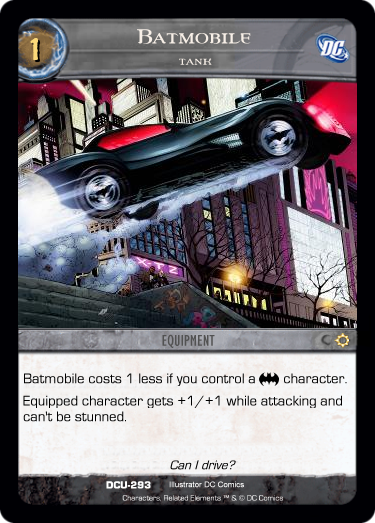 1
Batmobile
DC
TANK
EQUIPMENT
Batmobile costs 1 less if you control a character.
Equipped character gets +1/+1 while attacking and
can't be stunned.
Can I drive?
DCU-293 Illustrator DC Comics
Characters, Related Elements ™ & © DC Comics